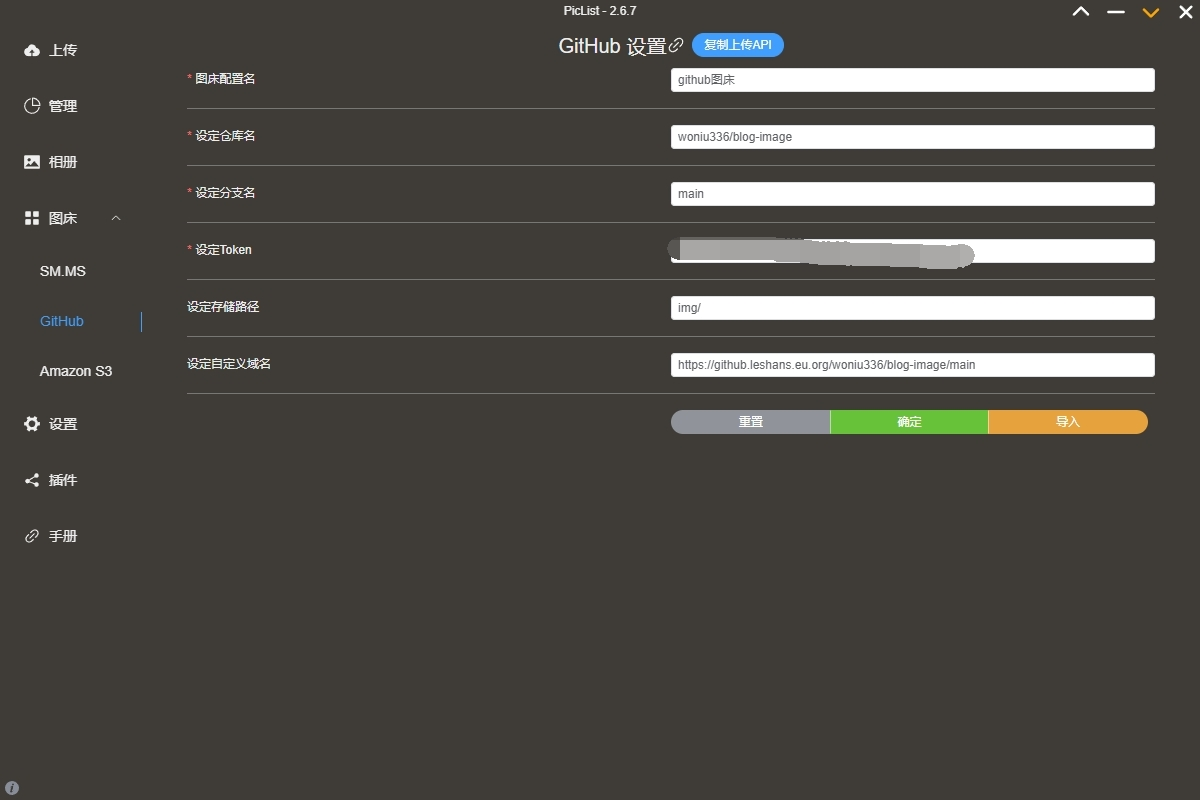 PicList - 2.6.7
上传
管理
相册
图床
SM.MS
GitHub
Amazon S3
设置
插件
手册
GitHub 设置
复制上传API
* 图床配置名
github图床
* 设定仓库名
woniu336/blog-image
* 设定分支名
main
* 设定Token
设定存储路径
img/
设定自定义域名
https://github.leshans.eu.org/woniu336/blog-image/main
重置
确定
导入